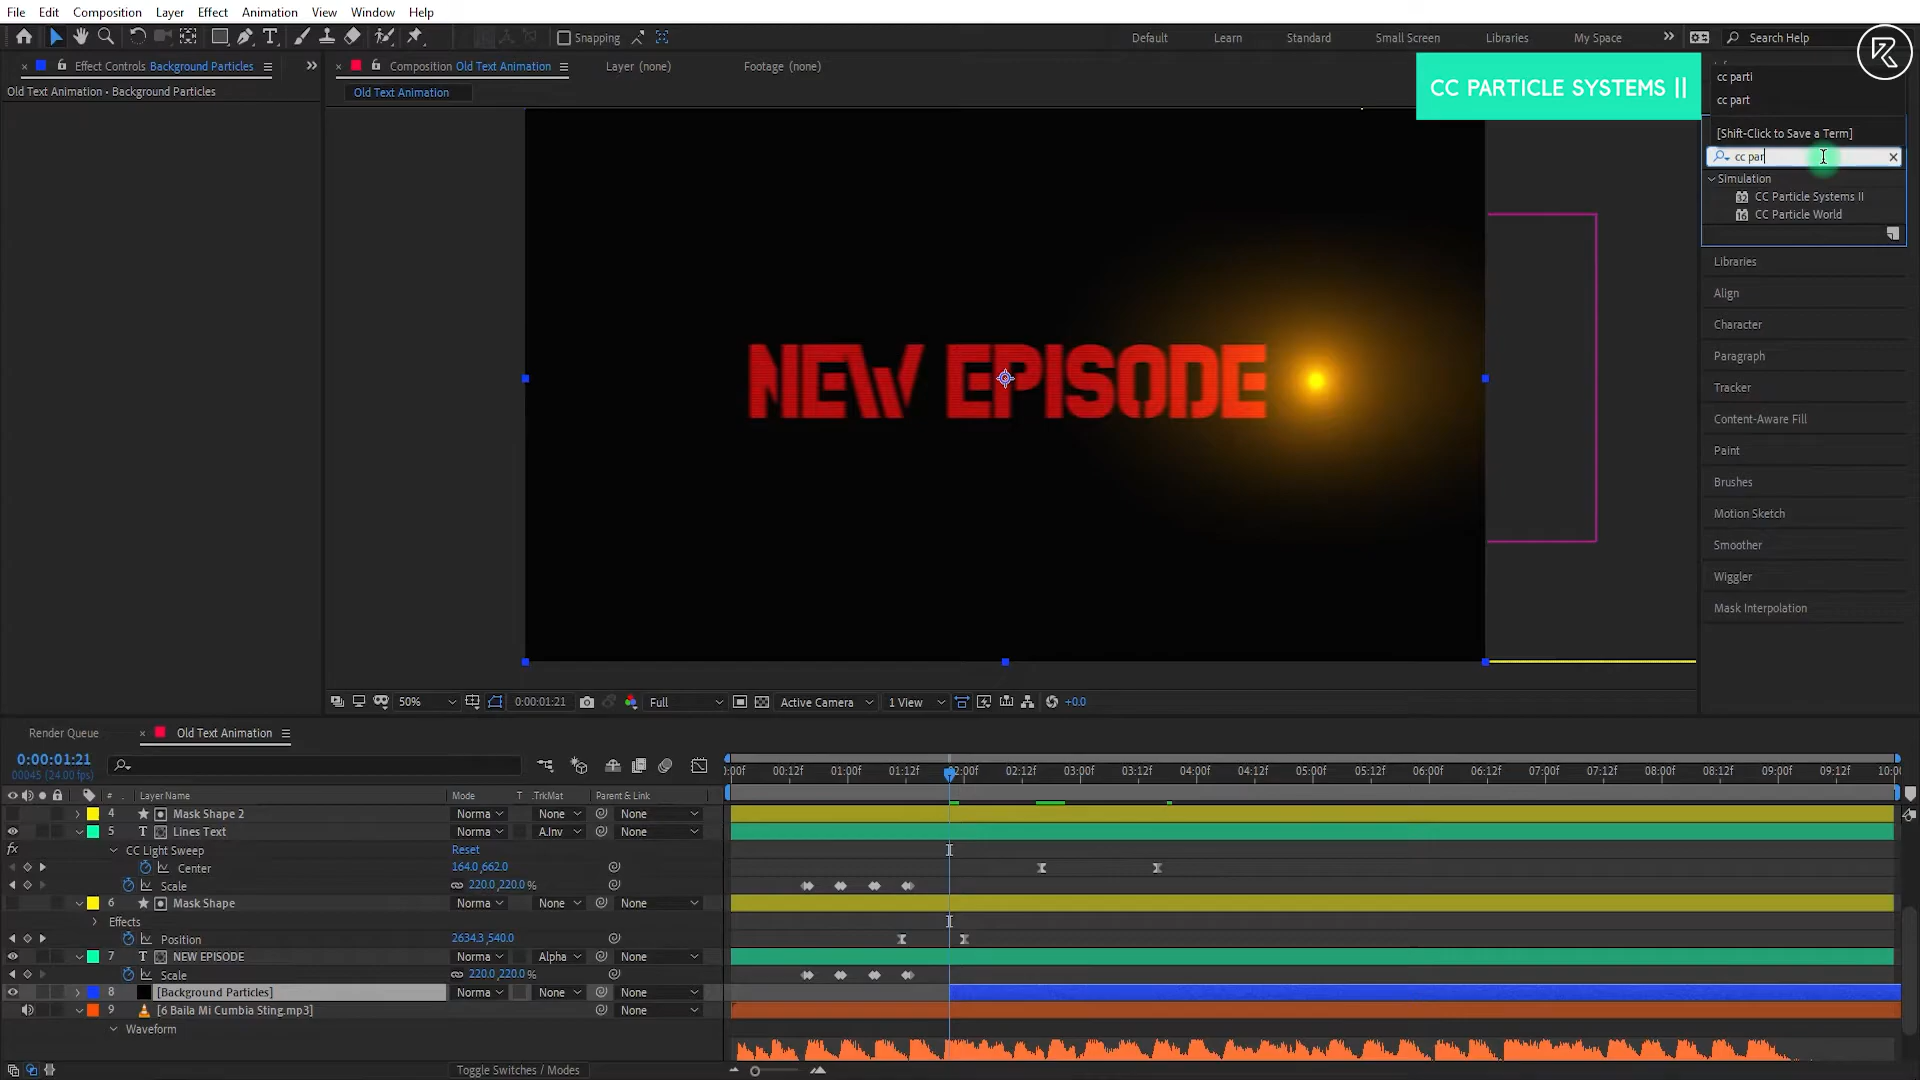 File Edit Composition Layer Effect Animation View Window Help
Snapping
Default Learn Standard Small Screen Libraries My Space
Search Help
Effect Controls Background Particles
Composition Old Text Animation
Layer (none)
Footage (none)
Old Text Animation • Background Particles
Old Text Animation
CC PARTICLE SYSTEMS ||
cc parti
cc part
[Shift-Click to Save a Term]
cc par
Simulation
32 CC Particle Systems II
16 CC Particle World
Libraries
Align
Character
Paragraph
Tracker
Content-Aware Fill
Paint
Brushes
Motion Sketch
Smoother
Wiggler
Mask Interpolation
NEW EPISODE
50% 0:00:01:21 Full Active Camera 1 View +0.0
Render Queue
Old Text Animation
0:00:01:21
00045 (24.00 fps)
:00f 00:12f 01:00f 01:12f 02:00f 02:12f 03:00f 03:12f 04:00f 04:12f 05:00f 05:12f 06:00f 06:12f 07:00f 07:12f 08:00f 08:12f 09:00f 09:12f 10:0
# Layer Name Mode T .TrkMat Parent & Link
4 Mask Shape 2 Norma None None
5 T Lines Text Norma A.Inv None
fx CC Light Sweep Reset
Center 164.0,662.0
Scale 220.0,220.0%
6 Mask Shape Norma None
Effects
Position 2634.3,540.0
7 T NEW EPISODE Norma Alpha None
Scale 220.0,220.0%
8 [Background Particles] Norma None None
9 [6 Baila Mi Cumbia Sting.mp3] None
Waveform
Toggle Switches / Modes